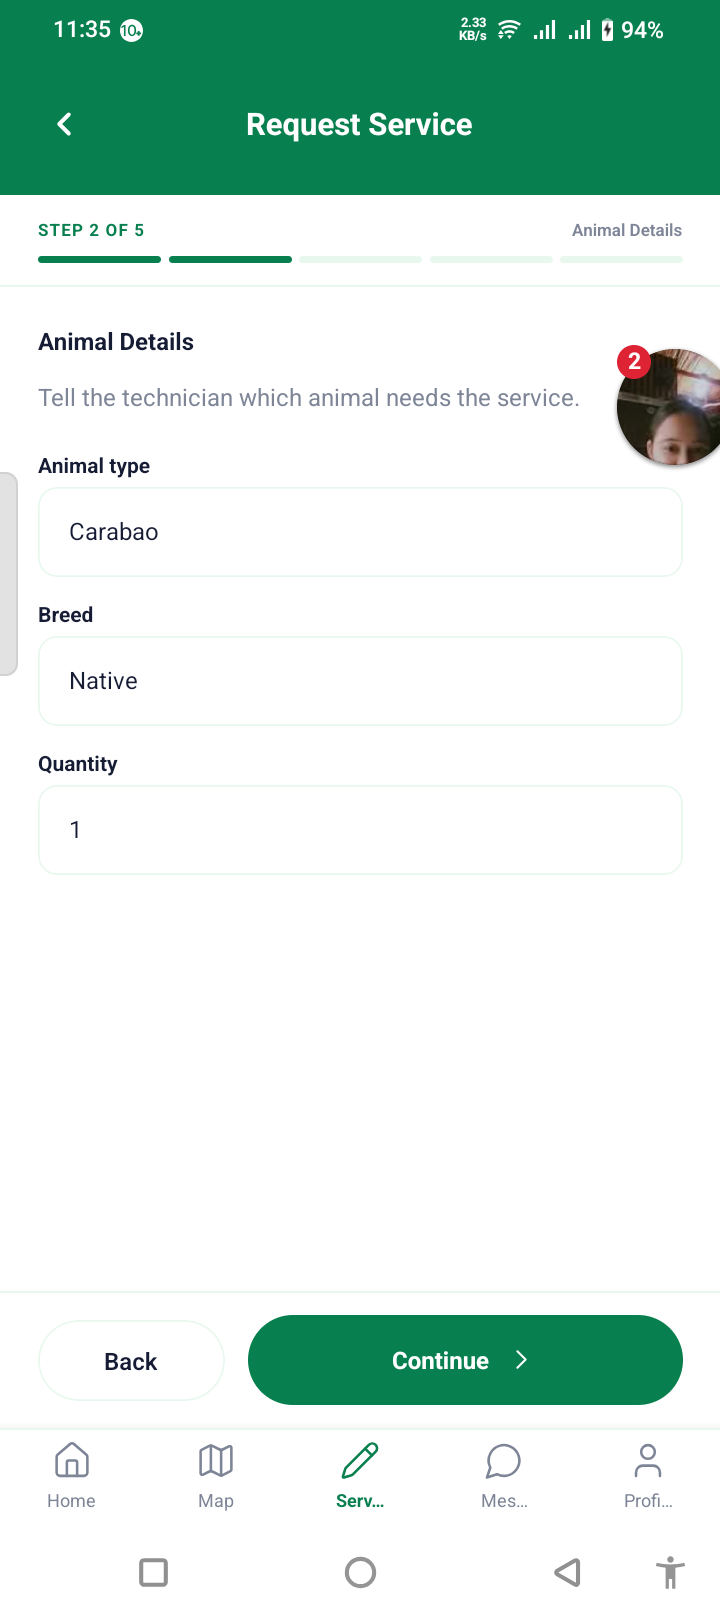 11:35
2.33
KB/s
94%
Request Service
STEP 2 OF 5
Animal Details
Animal Details
2
Tell the technician which animal needs the service.
Animal type
Carabao
Breed
Native
Quantity
1
Back
Continue
Home
Map
Serv...
Mes...
Profi...